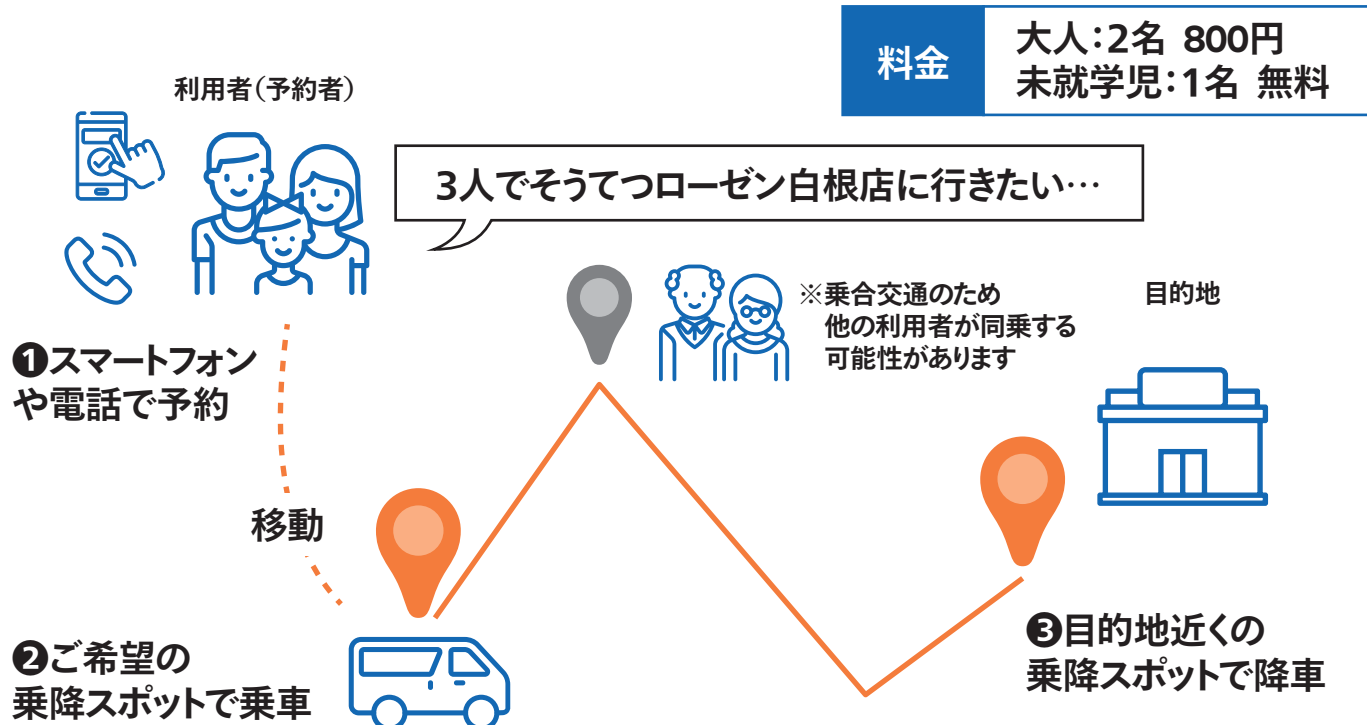 料金
大人：2名 800円
未就学児：1名 無料
利用者（予約者）
3人でそうてつローゼン白根店に行きたい…
※乗合交通のため
他の利用者が同乗する
可能性があります
目的地
❶スマートフォン
や電話で予約
移動
❷ご希望の
乗降スポットで乗車
❸目的地近くの
乗降スポットで降車